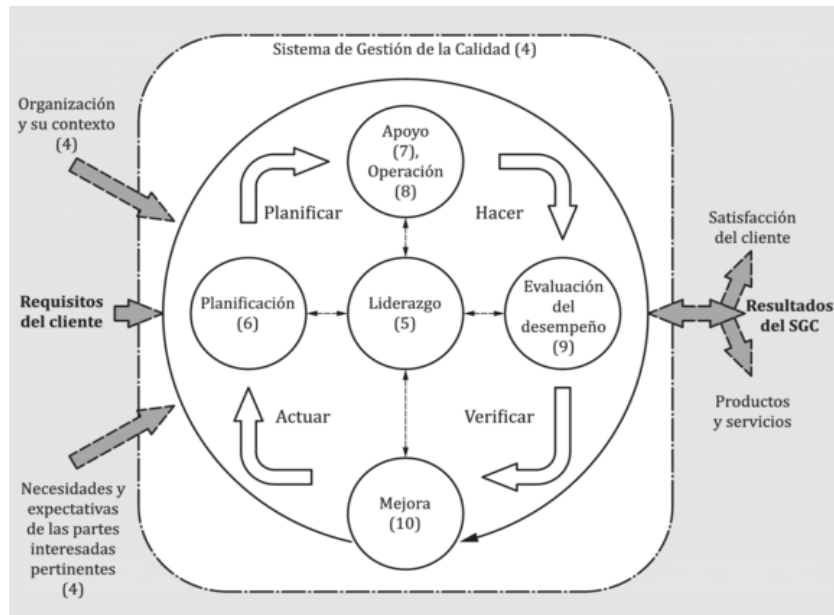 Sistema de Gestión de la Calidad (4)
Organización
y su contexto
(4)
Apoyo
(7),
Operación
(8)
Planificar
Hacer
Satisfacción
del cliente
Requisitos
del cliente
Planificación
(6)
Liderazgo
(5)
Evaluación
del
desempeño
(9)
Resultados
del SGC
Actuar
Verificar
Productos
y servicios
Necesidades y
expectativas
de las partes
interesadas
pertinentes
(4)
Mejora
(10)